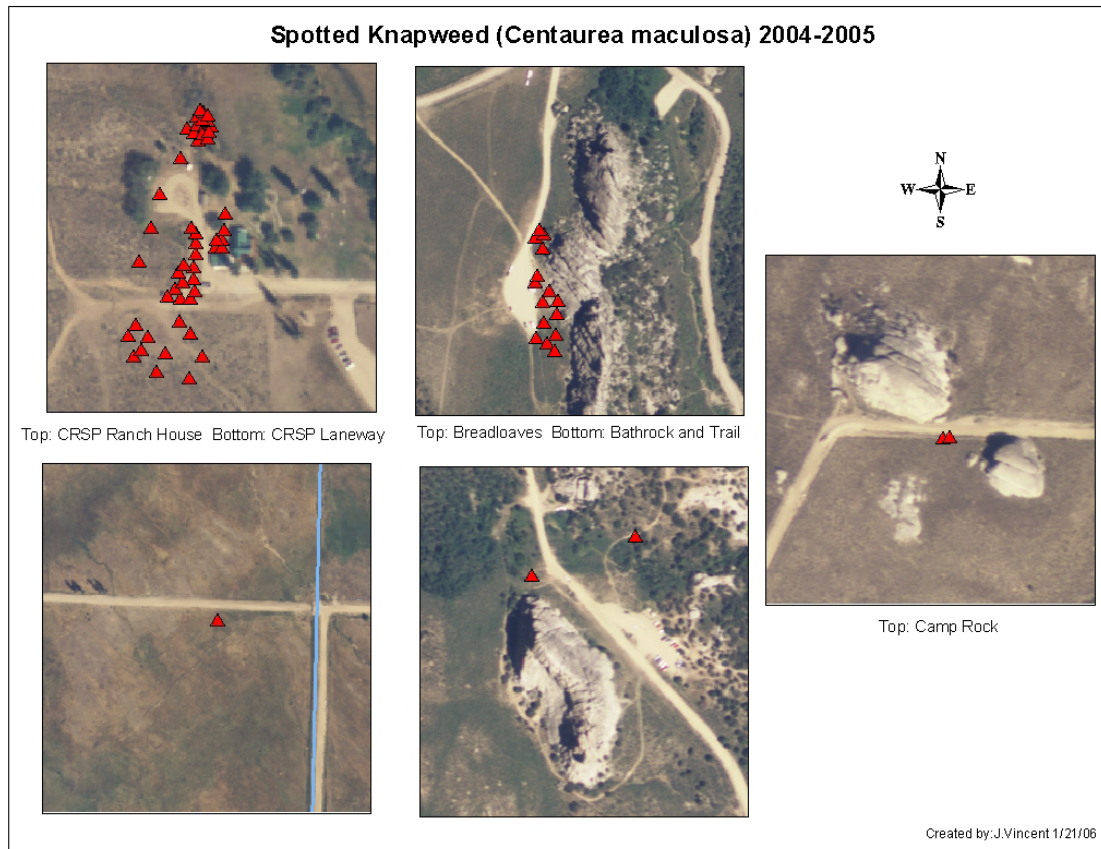 Spotted Knapweed (Centaurea maculosa) 2004-2005
N
W E
S
Top: CRSP Ranch House Bottom: CRSP Laneway
Top: Breadloaves Bottom: Bathrock and Trail
Top: Camp Rock
Created by:J.Vincent 1/21/06